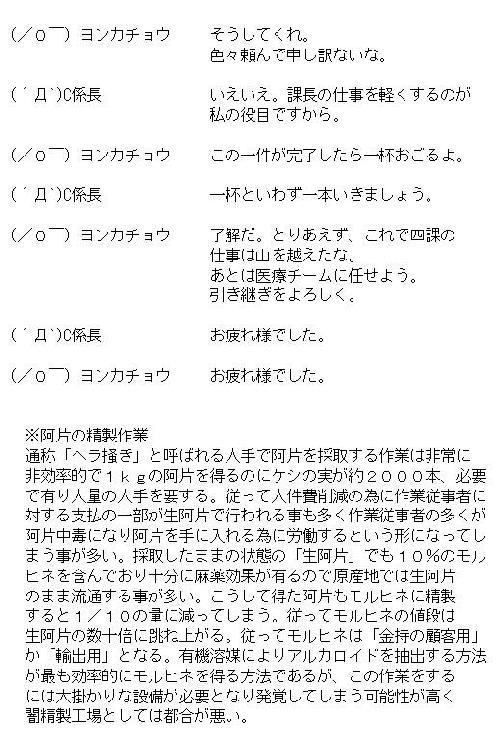 (／０￣) ヨンカチョウ　　そうしてくれ。
色々頼んで申し訳ないな。
( ´Д`)C係長　　いえいえ。課長の仕事を軽くするのが
私の役目ですから。
(／０￣) ヨンカチョウ　　この一件が完了したら一杯おごるよ。
( ´Д`)C係長　　一杯といわず一本いきましょう。
(／０￣) ヨンカチョウ　　了解だ。とりあえず、これで四課の
仕事は山を越えたな、
あとは医療チームに任せよう。
引き継ぎをよろしく。
( ´Д`)C係長　　お疲れ様でした。
(／０￣) ヨンカチョウ　　お疲れ様でした。
※阿片の精製作業
通称「ヘラ掻ぎ」と呼ばれる人手で阿片を採取する作業は非常に
非効率的で１ｋｇの阿片を得るのにケシの実が約２０００本、必要
で有り人量の人手を要する。従って人件費削減の為に作業従事者に
対する支払の一部が生阿片で行われる事も多く作業従事者の多くが
阿片中毒になり阿片を手に入れる為に労働するという形になってし
まう事が多い。採取したままの状態の「生阿片」でも１０％のモル
ヒネを含んでおり十分に麻薬効果が有るので原産地では生阿片
のまま流通する事が多い。こうして得た阿片もモルヒネに精製
すると１／１０の量に減ってしまう。従ってモルヒネの値段は
生阿片の数十倍に跳ね上がる。従ってモルヒネは「金持の顧客用」
か「輸出用」となる。有機溶媒によりアルカロイドを抽出する方法
が最も効率的にモルヒネを得る方法であるが、この作業をする
には大掛かりな設備が必要となり発覚してしまう可能性が高く
闇精製工場としては都合が悪い。